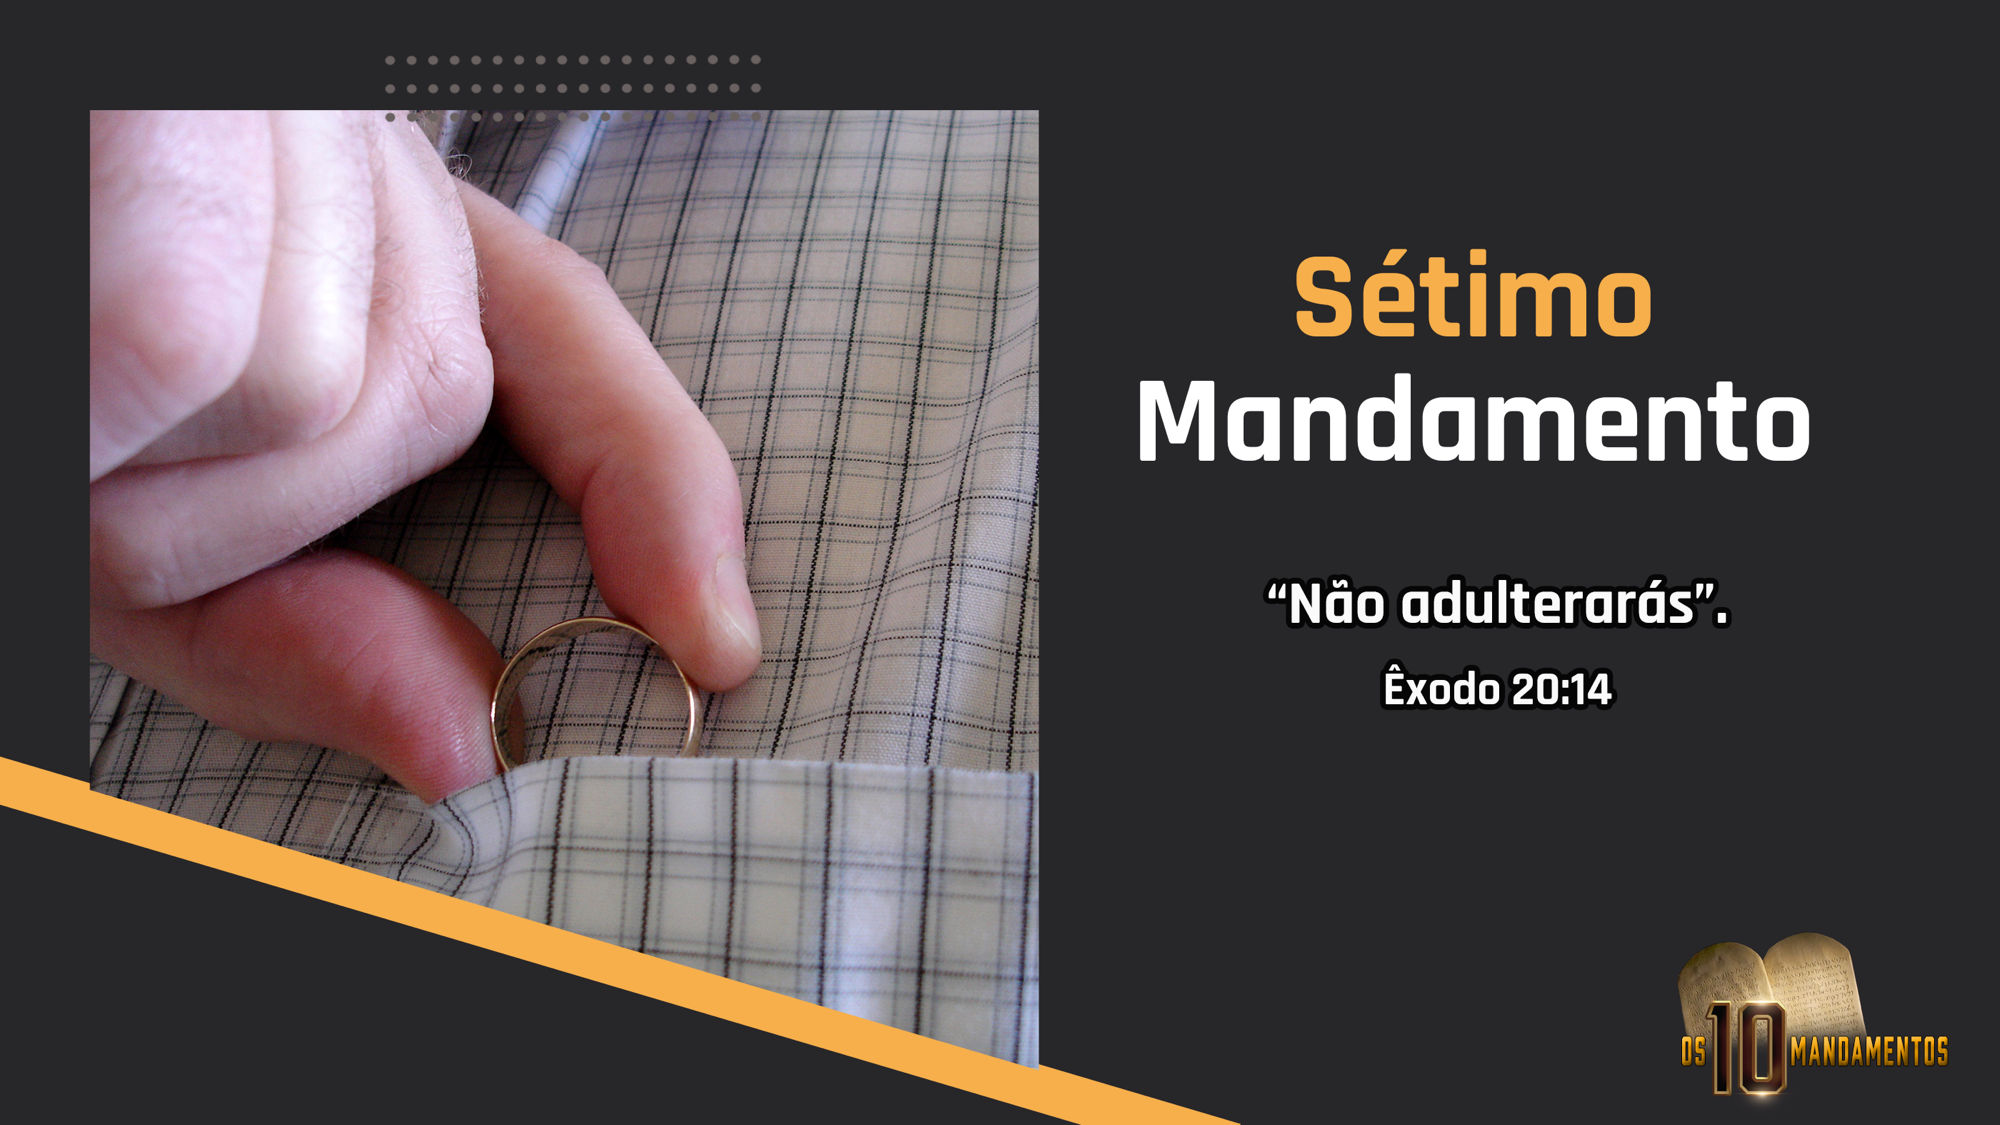 Sétimo
Mandamento
“Não adulterarás”.
Êxodo 20:14
OS 10 MANDAMENTOS